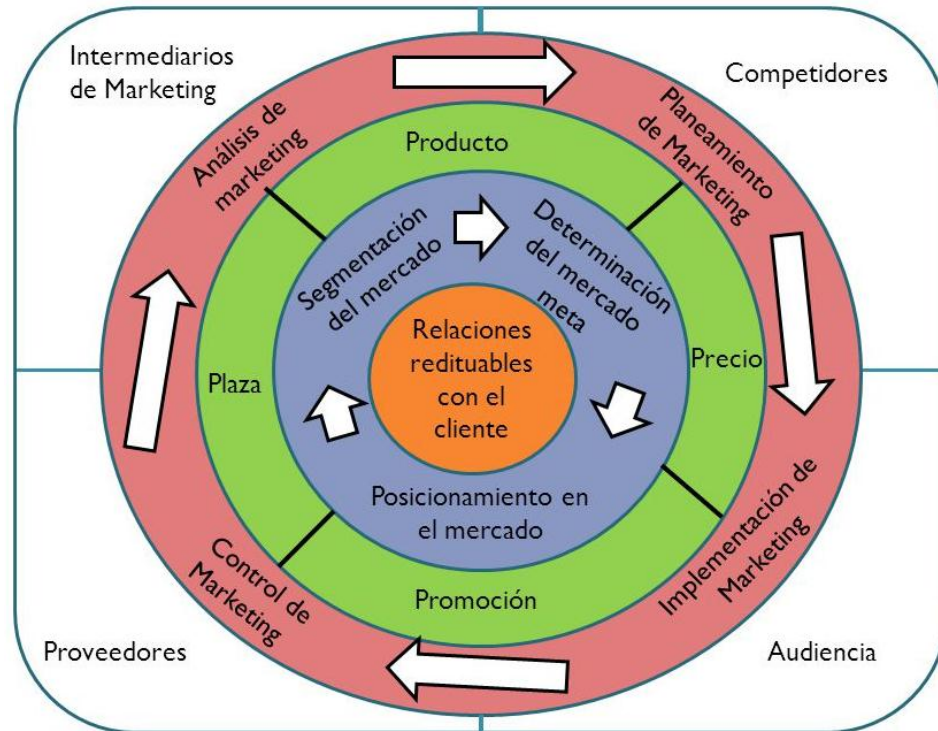 Intermediarios
de Marketing
Competidores
Análisis de
marketing
Planeamiento
de Marketing
Producto
Segmentación
del mercado
Determinación
del mercado
meta
Relaciones
redituables
con el
cliente
Plaza
Precio
Posicionamiento en
el mercado
Promoción
Control de
Marketing
Implementación de
Marketing
Proveedores
Audiencia